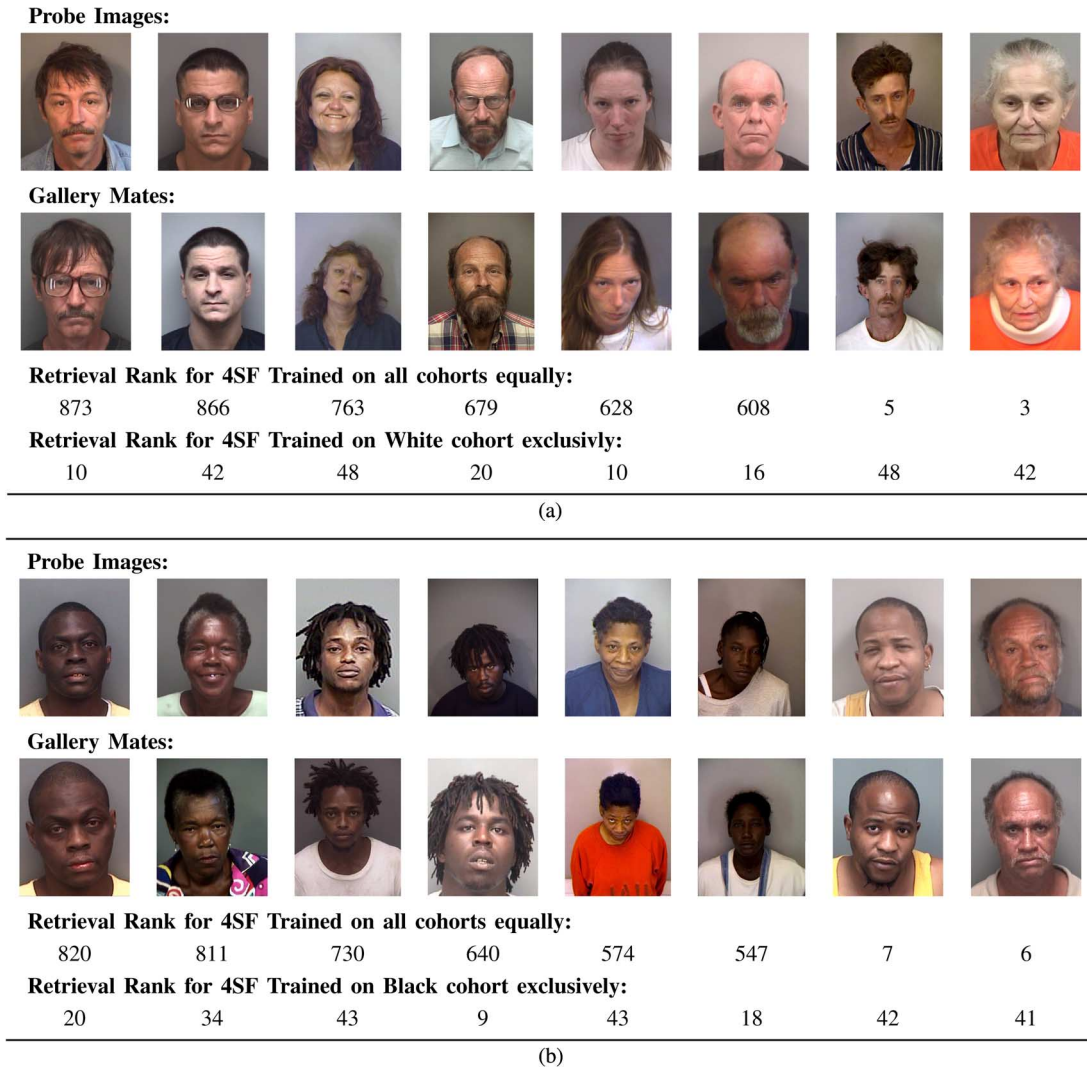 Probe Images:
Gallery Mates:
Retrieval Rank for 4SF Trained on all cohorts equally:
873 866 763 679 628 608 5 3
Retrieval Rank for 4SF Trained on White cohort exclusivly:
10 42 48 20 10 16 48 42
(a)
Probe Images:
Gallery Mates:
Retrieval Rank for 4SF Trained on all cohorts equally:
820 811 730 640 574 547 7 6
Retrieval Rank for 4SF Trained on Black cohort exclusively:
20 34 43 9 43 18 42 41
(b)